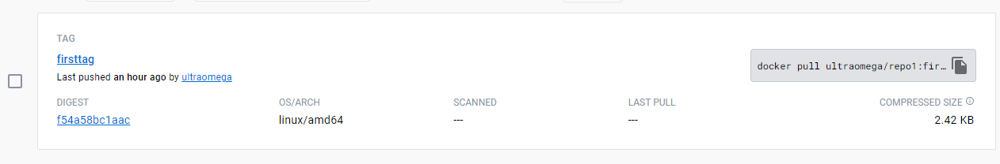 TAG
firsttag
Last pushed an hour ago by ultraomega
docker pull ultraomega/repo1:fir…
DIGEST OS/ARCH SCANNED LAST PULL COMPRESSED SIZE
f54a58bc1aac linux/amd64 --- --- 2.42 KB